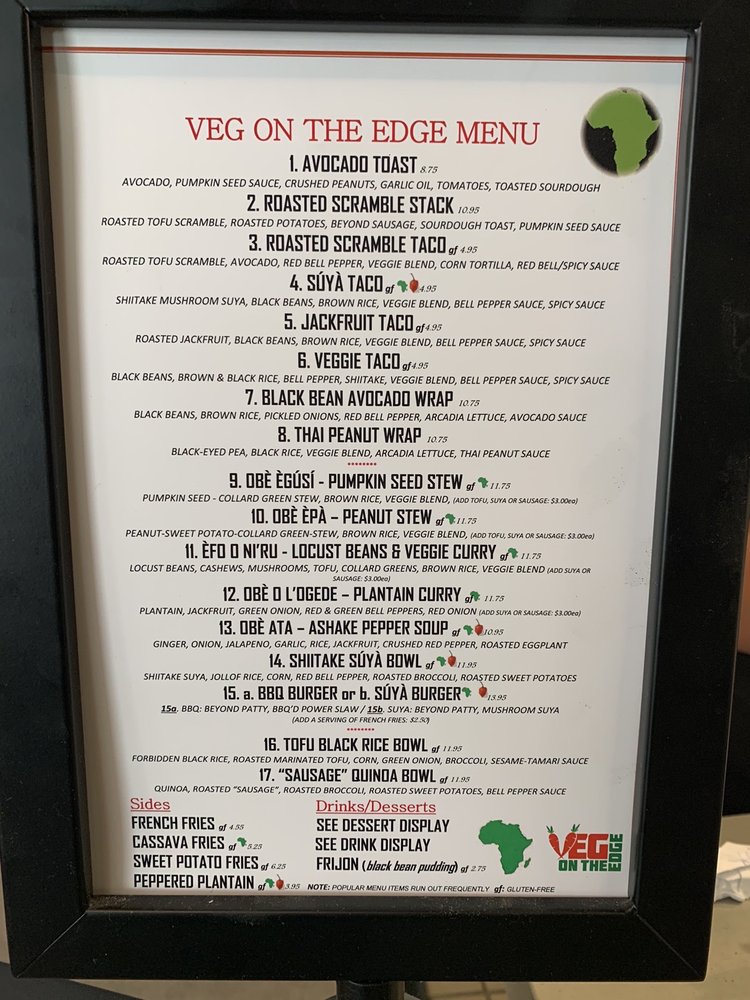 VEG ON THE EDGE MENU
1. AVOCADO TOAST 8.75
AVOCADO, PUMPKIN SEED SAUCE, CRUSHED PEANUTS, GARLIC OIL, TOMATOES, TOASTED SOURDOUGH
2. ROASTED SCRAMBLE STACK 10.95
ROASTED TOFU SCRAMBLE, ROASTED POTATOES, BEYOND SAUSAGE, SOURDOUGH TOAST, PUMPKIN SEED SAUCE
3. ROASTED SCRAMBLE TACO gf 4.95
ROASTED TOFU SCRAMBLE, AVOCADO, RED BELL PEPPER, VEGGIE BLEND, CORN TORTILLA, RED BELL/SPICY SAUCE
4. SÚYÀ TACO gf 4.95
SHIITAKE MUSHROOM SUYA, BLACK BEANS, BROWN RICE, VEGGIE BLEND, BELL PEPPER SAUCE, SPICY SAUCE
5. JACKFRUIT TACO gf 4.95
ROASTED JACKFRUIT, BLACK BEANS, BROWN RICE, VEGGIE BLEND, BELL PEPPER SAUCE, SPICY SAUCE
6. VEGGIE TACO gf 4.95
BLACK BEANS, BROWN & BLACK RICE, BELL PEPPER, SHIITAKE, VEGGIE BLEND, BELL PEPPER SAUCE, SPICY SAUCE
7. BLACK BEAN AVOCADO WRAP 10.75
BLACK BEANS, BROWN RICE, PICKLED ONIONS, RED BELL PEPPER, ARCADIA LETTUCE, AVOCADO SAUCE
8. THAI PEANUT WRAP 10.75
BLACK-EYED PEA, BLACK RICE, VEGGIE BLEND, ARCADIA LETTUCE, THAI PEANUT SAUCE
9. OBÈ ÈGÚSÍ - PUMPKIN SEED STEW gf 11.75
PUMPKIN SEED - COLLARD GREEN STEW, BROWN RICE, VEGGIE BLEND, (ADD TOFU, SUYA OR SAUSAGE: $3.00ea)
10. OBÈ ÈPÀ – PEANUT STEW gf 11.75
PEANUT-SWEET POTATO-COLLARD GREEN-STEW, BROWN RICE, VEGGIE BLEND, (ADD TOFU, SUYA OR SAUSAGE: $3.00ea)
11. ÈFO O NI'RU - LOCUST BEANS & VEGGIE CURRY gf 11.75
LOCUST BEANS, CASHEWS, MUSHROOMS, TOFU, COLLARD GREENS, BROWN RICE, VEGGIE BLEND (ADD SUYA OR
SAUSAGE: $3.00ea)
12. OBÈ O L'OGEDE – PLANTAIN CURRY gf 11.75
PLANTAIN, JACKFRUIT, GREEN ONION, RED & GREEN BELL PEPPERS, RED ONION (ADD SUYA OR SAUSAGE: $3.00ea)
13. OBÈ ATA – ASHAKE PEPPER SOUP gf 10.95
GINGER, ONION, JALAPENO, GARLIC, RICE, JACKFRUIT, CRUSHED RED PEPPER, ROASTED EGGPLANT
14. SHIITAKE SÚYÀ BOWL gf 11.95
SHIITAKE SUYA, JOLLOF RICE, CORN, RED BELL PEPPER, ROASTED BROCCOLI, ROASTED SWEET POTATOES
15. a. BBQ BURGER or b. SÚYÀ BURGER 13.95
15a. BBQ: BEYOND PATTY, BBQ'D POWER SLAW / 15b. SUYA: BEYOND PATTY, MUSHROOM SUYA
(ADD A SERVING OF FRENCH FRIES: $2.50)
16. TOFU BLACK RICE BOWL gf 11.95
FORBIDDEN BLACK RICE, ROASTED MARINATED TOFU, CORN, GREEN ONION, BROCCOLI, SESAME-TAMARI SAUCE
17. "SAUSAGE" QUINOA BOWL gf 11.95
QUINOA, ROASTED "SAUSAGE", ROASTED BROCCOLI, ROASTED SWEET POTATOES, BELL PEPPER SAUCE
Sides
FRENCH FRIES gf 4.55
CASSAVA FRIES gf 5.25
SWEET POTATO FRIES gf 6.25
PEPPERED PLANTAIN gf 3.95
Drinks/Desserts
SEE DESSERT DISPLAY
SEE DRINK DISPLAY
FRIJON (black bean pudding) gf 2.75
NOTE: POPULAR MENU ITEMS RUN OUT FREQUENTLY gf: GLUTEN-FREE
VEG
ON THE EDGE